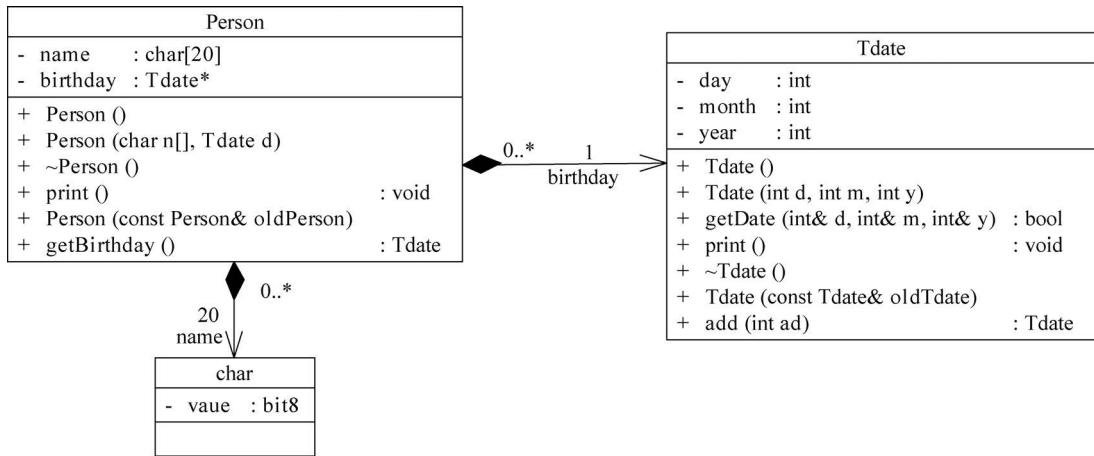 Person
- name : char[20]
- birthday : Tdate*
+ Person ()
+ Person (char n[], Tdate d)
+ ~Person ()
+ print () : void
+ Person (const Person& oldPerson)
+ getBirthday () : Tdate
0..*
1
birthday
Tdate
- day : int
- month : int
- year : int
+ Tdate ()
+ Tdate (int d, int m, int y)
+ getDate (int& d, int& m, int& y) : bool
+ print () : void
+ ~Tdate ()
+ Tdate (const Tdate& oldTdate)
+ add (int ad) : Tdate
0..*
20
name
char
- vaue : bit8